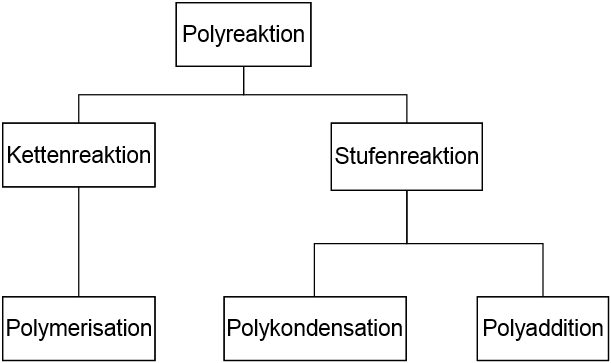 Polyreaktion
Kettenreaktion
Stufenreaktion
Polymerisation
Polykondensation
Polyaddition